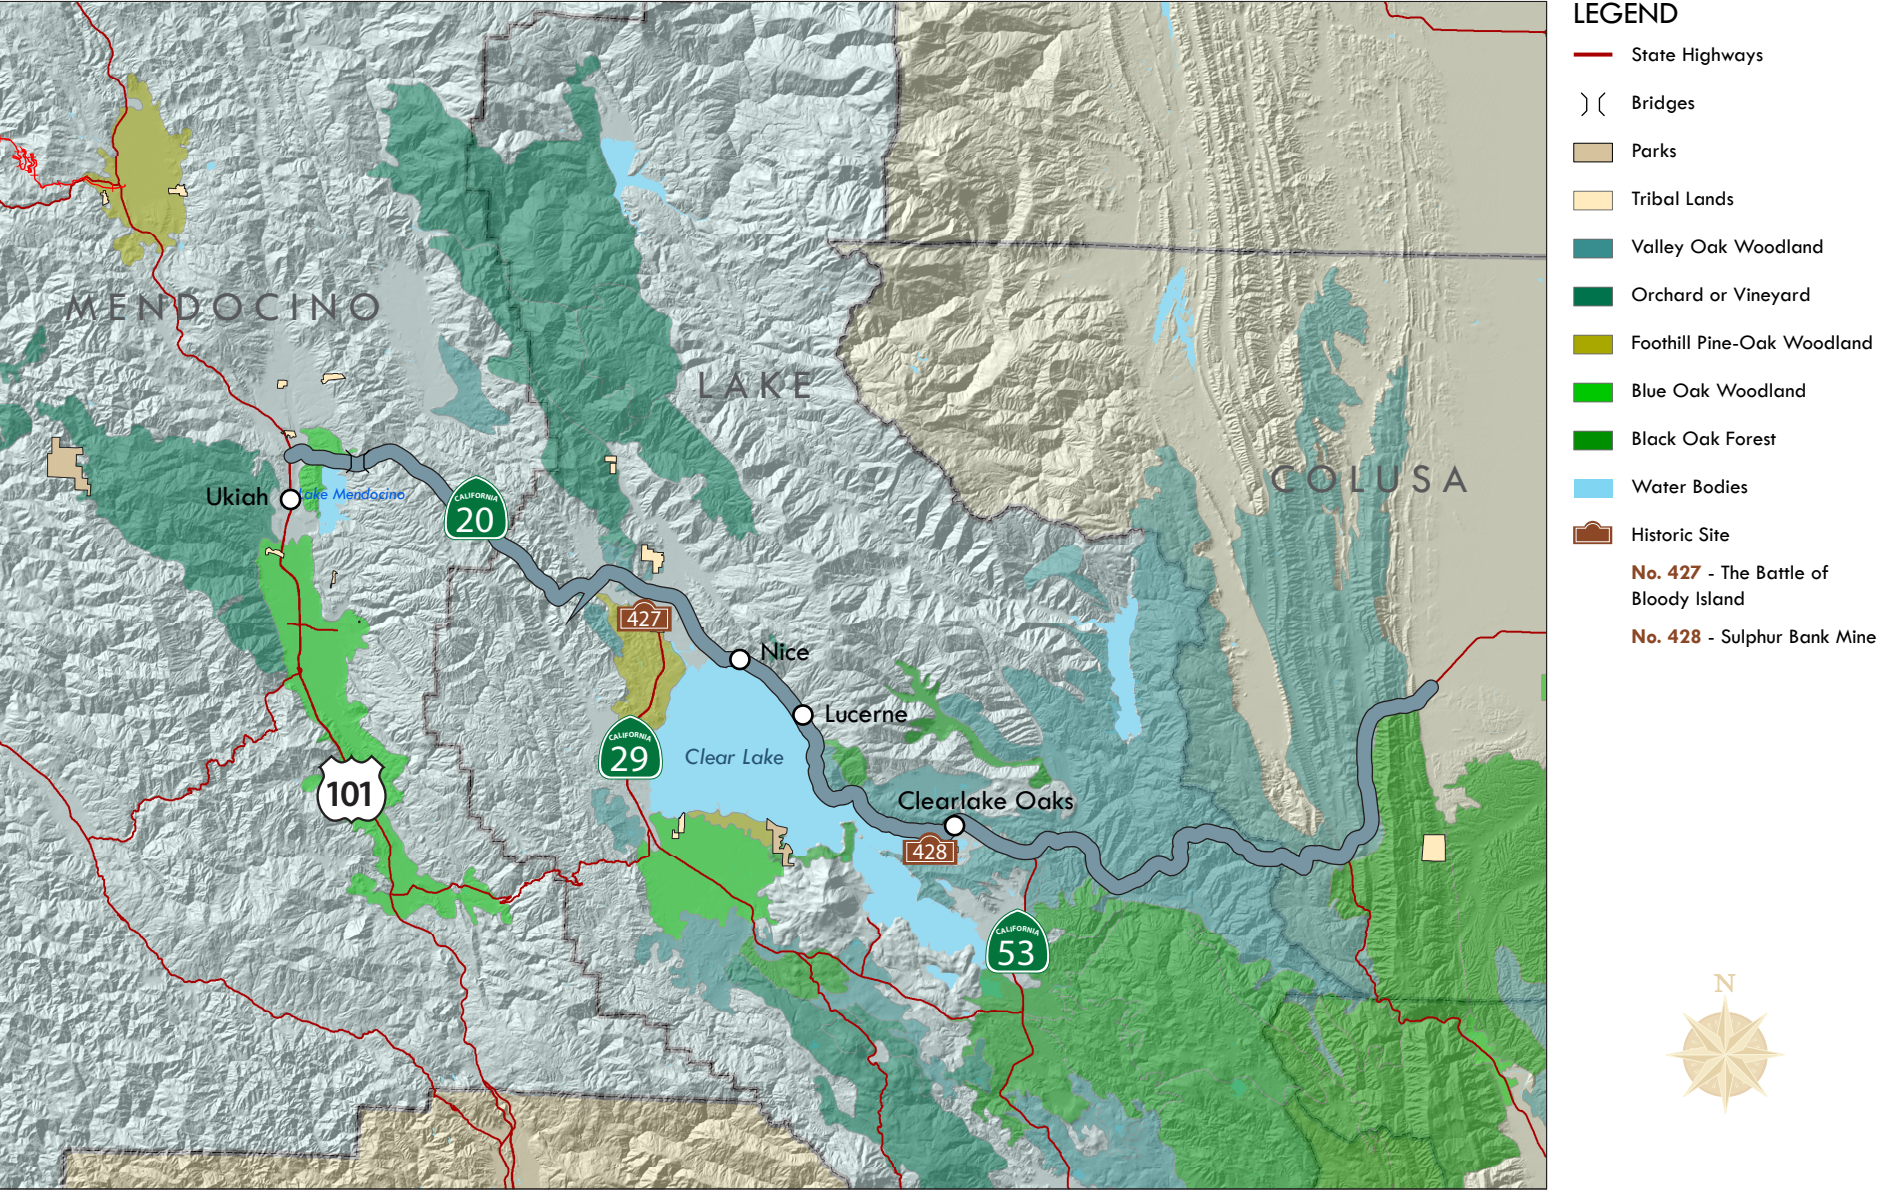 LEGEND
State Highways
Bridges
Parks
Tribal Lands
Valley Oak Woodland
Orchard or Vineyard
Foothill Pine-Oak Woodland
Blue Oak Woodland
Black Oak Forest
Water Bodies
Historic Site
No. 427 - The Battle of
Bloody Island
No. 428 - Sulphur Bank Mine
N
MENDOCINO
LAKE
COLUSA
Ukiah
Lake Mendocino
CALIFORNIA
20
427
Nice
Lucerne
CALIFORNIA
29
Clear Lake
101
Clearlake Oaks
428
CALIFORNIA
53